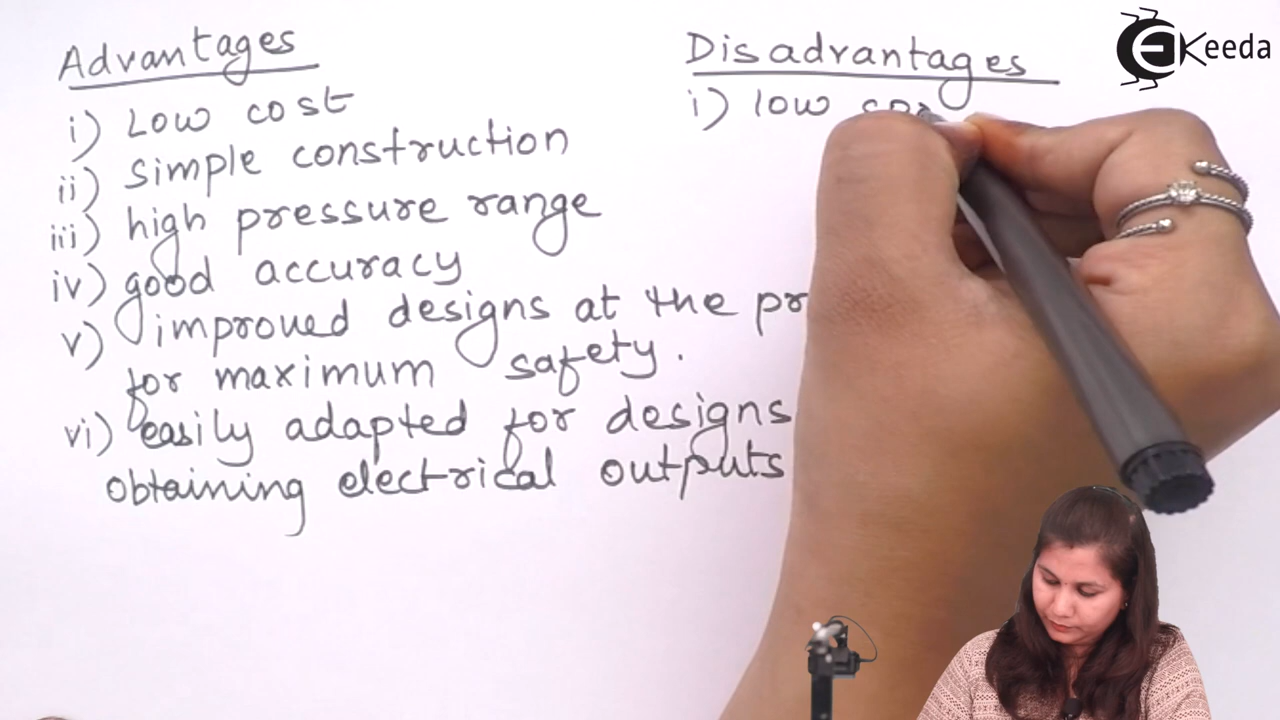 Advantages
i) Low cost
ii) simple construction
iii) high pressure range
iv) good accuracy
v) improved designs at the
for maximum safety.
vi) easily adapted for designs
obtaining electrical outputs
Disadvantages
i) low
Ekeeda